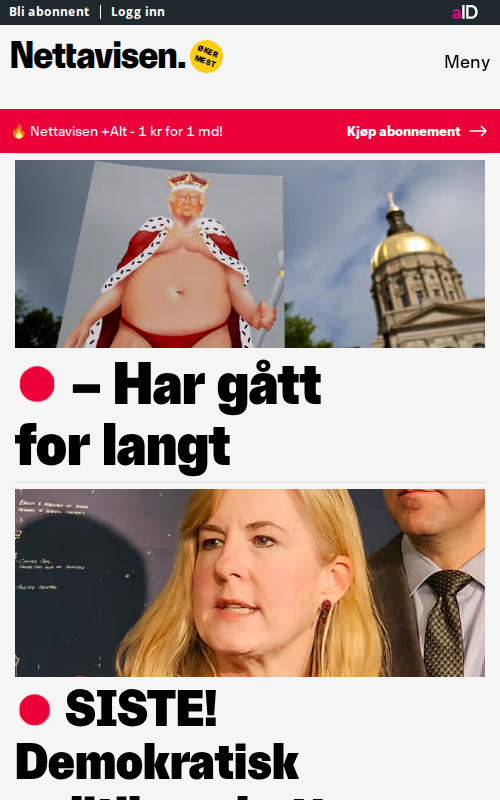 Bli abonnent
Logg inn
aID
Nettavisen.
ØKER
MEST
Meny
🔥 Nettavisen +Alt - 1 kr for 1 md!
Kjøp abonnement →
– Har gått
for langt
SISTE!
Demokratisk